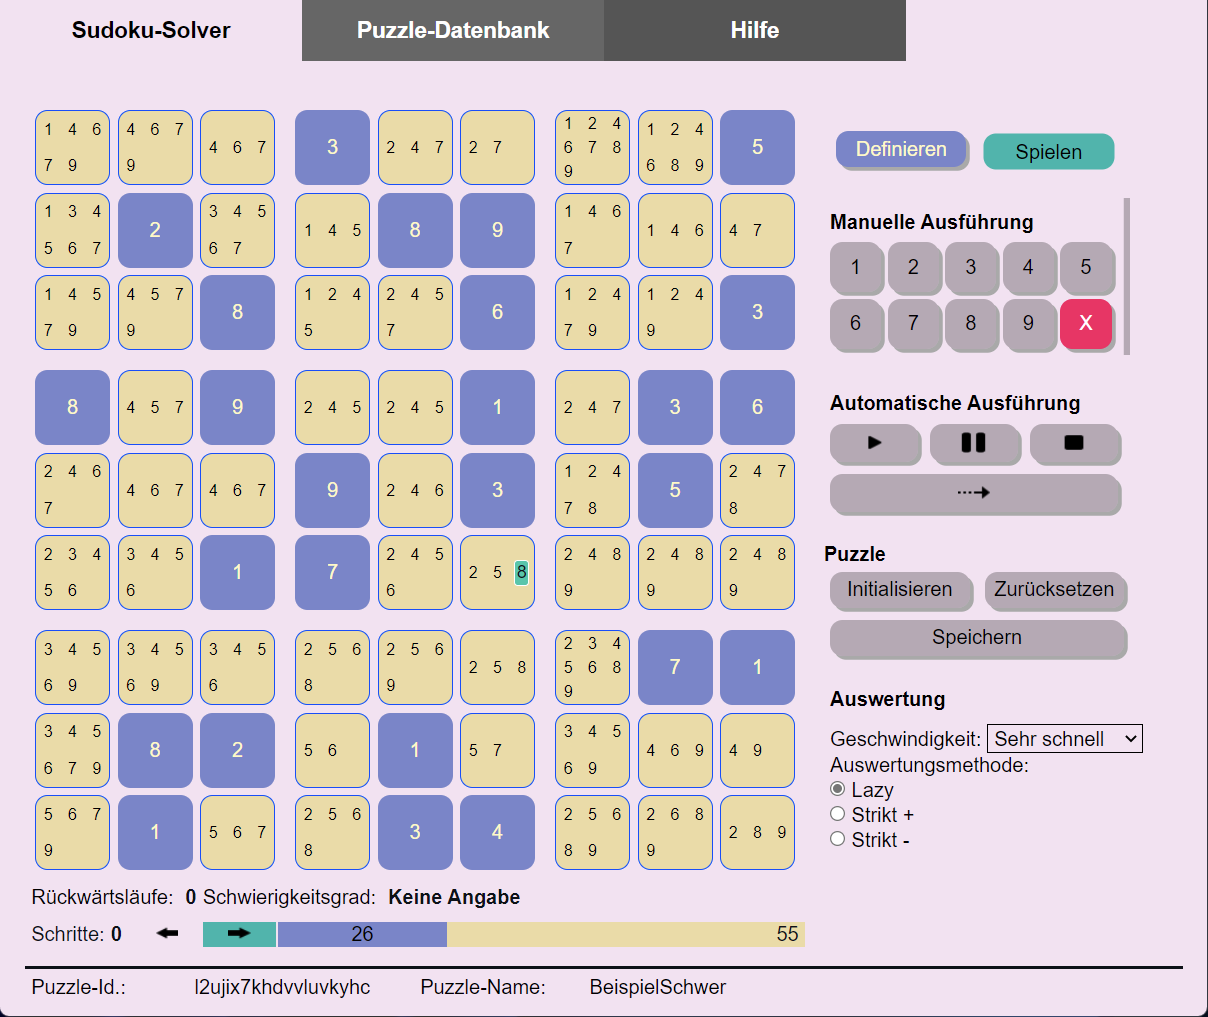 Sudoku-Solver Puzzle-Datenbank Hilfe
1 4 6 4 6 7 1 2 4 1 2 4
4 6 7 3 2 4 7 2 7 6 7 8 5
7 9 9 9 6 8 9
Definieren Spielen
1 3 4 3 4 5 1 4 6
2 1 4 5 8 9 1 4 6 4 7
5 6 7 6 7 7
Manuelle Ausführung
1 2 3 4 5
6 7 8 9 X
1 4 5 4 5 7 1 2 4 2 4 5 1 2 4 1 2 4
8 6 3
7 9 9 5 7 7 9 9
8 4 5 7 9 2 4 5 2 4 5 1 2 4 7 3 6
Automatische Ausführung
2 4 6 1 2 4 2 4 7
4 6 7 4 6 7 9 2 4 6 3 5
7 7 8 8
2 3 4 3 4 5 2 4 5 2 4 8 2 4 8 2 4 8
1 7 2 5 8
5 6 6 6 9 9 9
Puzzle
Initialisieren Zurücksetzen
Speichern
3 4 5 3 4 5 3 4 5 2 5 6 2 5 6 2 3 4
2 5 8 5 6 8 7 1
6 9 6 9 6 8 9 9
3 4 5 3 4 5
8 2 5 6 1 5 7 4 6 9 4 9
6 7 9 6 9
5 6 7 2 5 6 2 5 6 2 6 8
1 5 6 7 3 4 2 8 9
9 8 8 9 9
Auswertung
Geschwindigkeit: Sehr schnell
Auswertungsmethode:
Lazy
Strikt +
Strikt -
Rückwärtsläufe: 0 Schwierigkeitsgrad: Keine Angabe
Schritte: 0 26 55
Puzzle-Id.: l2ujix7khdvvluvkyhc Puzzle-Name: BeispielSchwer